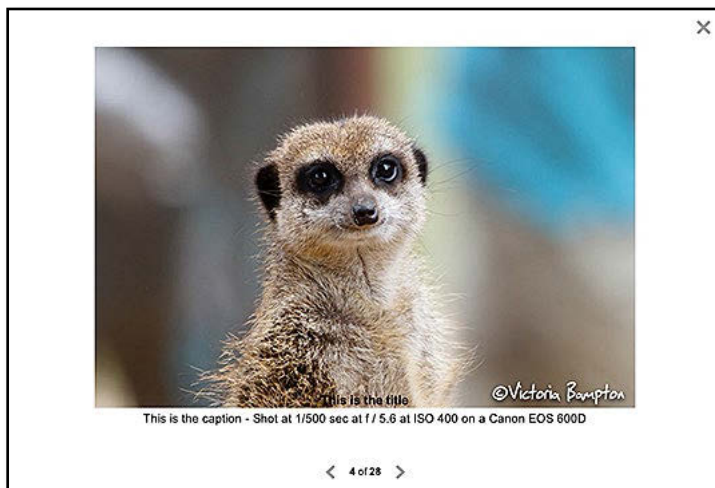 ©Victoria Bampton
This is the title
This is the caption - Shot at 1/500 sec at f / 5.6 at ISO 400 on a Canon EOS 600D
4 of 28